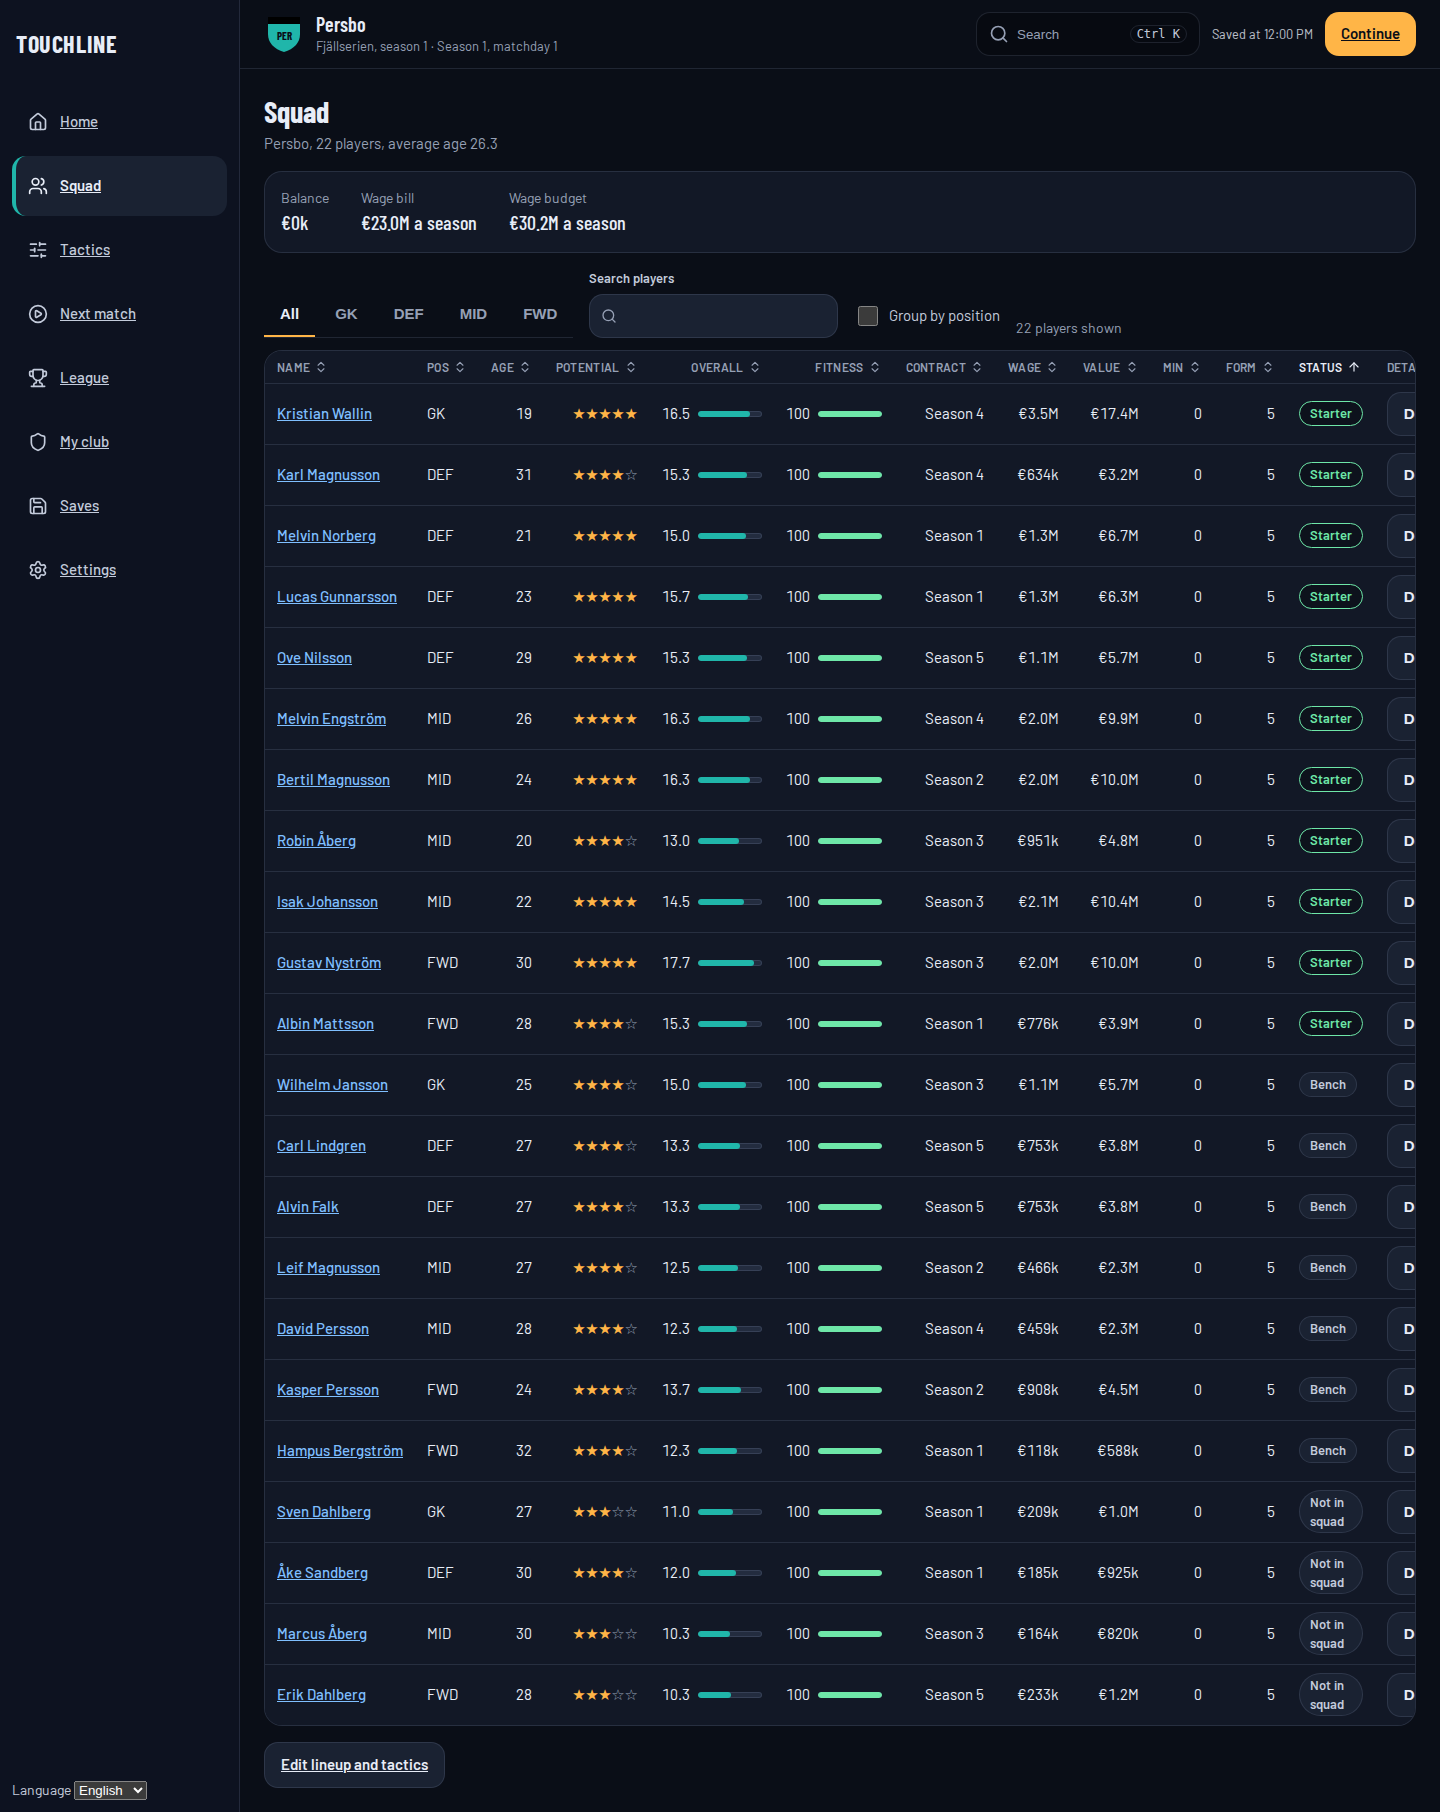 TOUCHLINE
Home
Squad
Tactics
Next match
League
My club
Saves
Settings
Language English
PER
Persbo
Fjällserien, season 1 · Season 1, matchday 1
Search Ctrl K
Saved at 12:00 PM
Continue
Squad
Persbo, 22 players, average age 26.3
Balance Wage bill Wage budget
€0k €23.0M a season €30.2M a season
Search players
All GK DEF MID FWD
Group by position
22 players shown
NAME POS AGE POTENTIAL OVERALL FITNESS CONTRACT WAGE VALUE MIN FORM STATUS DETA
Kristian Wallin GK 19 ★★★★★ 16.5 100 Season 4 €3.5M €17.4M 0 5 Starter D
Karl Magnusson DEF 31 ★★★★☆ 15.3 100 Season 4 €634k €3.2M 0 5 Starter D
Melvin Norberg DEF 21 ★★★★★ 15.0 100 Season 1 €1.3M €6.7M 0 5 Starter D
Lucas Gunnarsson DEF 23 ★★★★★ 15.7 100 Season 1 €1.3M €6.3M 0 5 Starter D
Ove Nilsson DEF 29 ★★★★★ 15.3 100 Season 5 €1.1M €5.7M 0 5 Starter D
Melvin Engström MID 26 ★★★★★ 16.3 100 Season 4 €2.0M €9.9M 0 5 Starter D
Bertil Magnusson MID 24 ★★★★★ 16.3 100 Season 2 €2.0M €10.0M 0 5 Starter D
Robin Åberg MID 20 ★★★★☆ 13.0 100 Season 3 €951k €4.8M 0 5 Starter D
Isak Johansson MID 22 ★★★★★ 14.5 100 Season 3 €2.1M €10.4M 0 5 Starter D
Gustav Nyström FWD 30 ★★★★★ 17.7 100 Season 3 €2.0M €10.0M 0 5 Starter D
Albin Mattsson FWD 28 ★★★★☆ 15.3 100 Season 1 €776k €3.9M 0 5 Starter D
Wilhelm Jansson GK 25 ★★★★☆ 15.0 100 Season 3 €1.1M €5.7M 0 5 Bench D
Carl Lindgren DEF 27 ★★★★☆ 13.3 100 Season 5 €753k €3.8M 0 5 Bench D
Alvin Falk DEF 27 ★★★★☆ 13.3 100 Season 5 €753k €3.8M 0 5 Bench D
Leif Magnusson MID 27 ★★★★☆ 12.5 100 Season 2 €466k €2.3M 0 5 Bench D
David Persson MID 28 ★★★★☆ 12.3 100 Season 4 €459k €2.3M 0 5 Bench D
Kasper Persson FWD 24 ★★★★☆ 13.7 100 Season 2 €908k €4.5M 0 5 Bench D
Hampus Bergström FWD 32 ★★★★☆ 12.3 100 Season 1 €118k €588k 0 5 Bench D
Sven Dahlberg GK 27 ★★★☆☆ 11.0 100 Season 1 €209k €1.0M 0 5 Not in squad D
Åke Sandberg DEF 30 ★★★★☆ 12.0 100 Season 1 €185k €925k 0 5 Not in squad D
Marcus Åberg MID 30 ★★★☆☆ 10.3 100 Season 3 €164k €820k 0 5 Not in squad D
Erik Dahlberg FWD 28 ★★★☆☆ 10.3 100 Season 5 €233k €1.2M 0 5 Not in squad D
Edit lineup and tactics